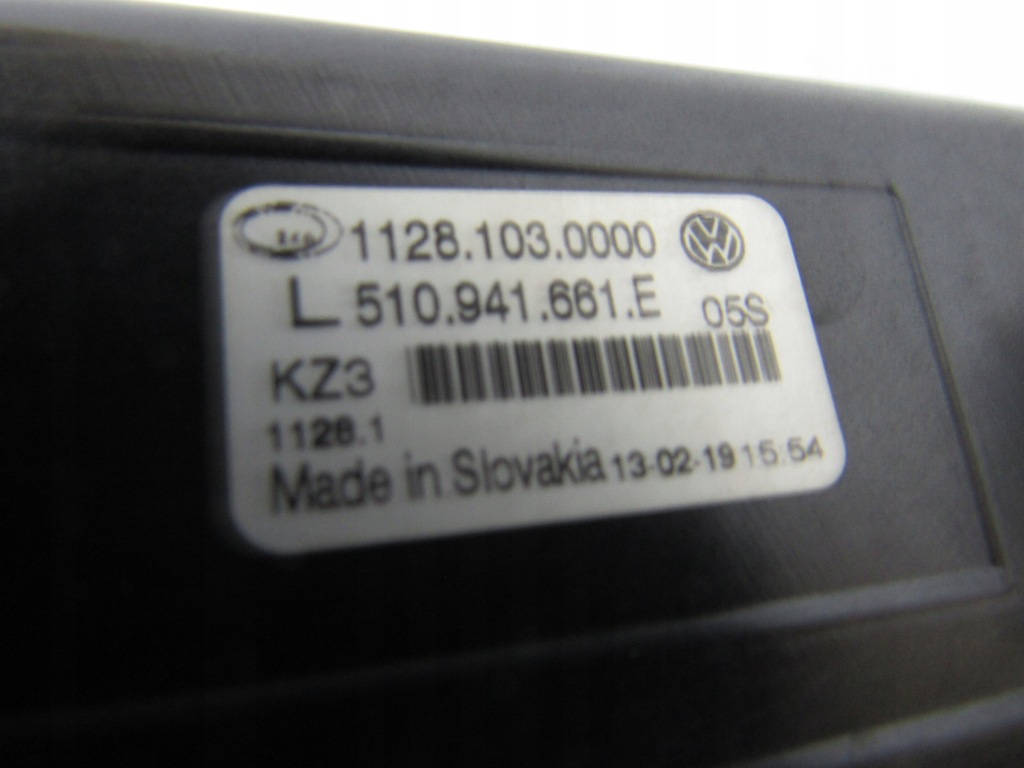 1128.103.0000
L 510.941.661.E 05S
KZ3
1128.1
Made in Slovakia 13-02-19 15:54